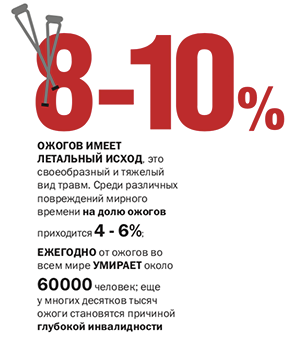 8-10%
ОЖОГОВ ИМЕЕТ
ЛЕТАЛЬНЫЙ ИСХОД, это
своеобразный и тяжелый
вид травм. Среди различных
повреждений мирного
времени на долю ожогов
приходится 4 - 6%;
ЕЖЕГОДНО от ожогов во
всем мире УМИРАЕТ около
60000 человек; еще
у многих десятков тысяч
ожоги становятся причиной
глубокой инвалидности